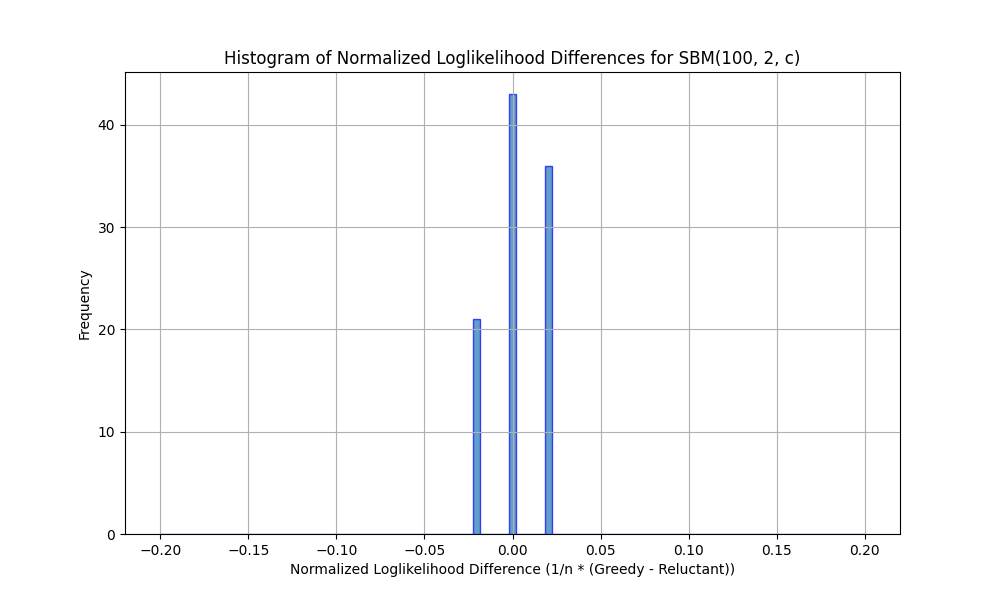 Histogram of Normalized Loglikelihood Differences for SBM(100, 2, c)
Frequency
40
30
20
10
0
−0.20 −0.15 −0.10 −0.05 0.00 0.05 0.10 0.15 0.20
Normalized Loglikelihood Difference (1/n * (Greedy - Reluctant))